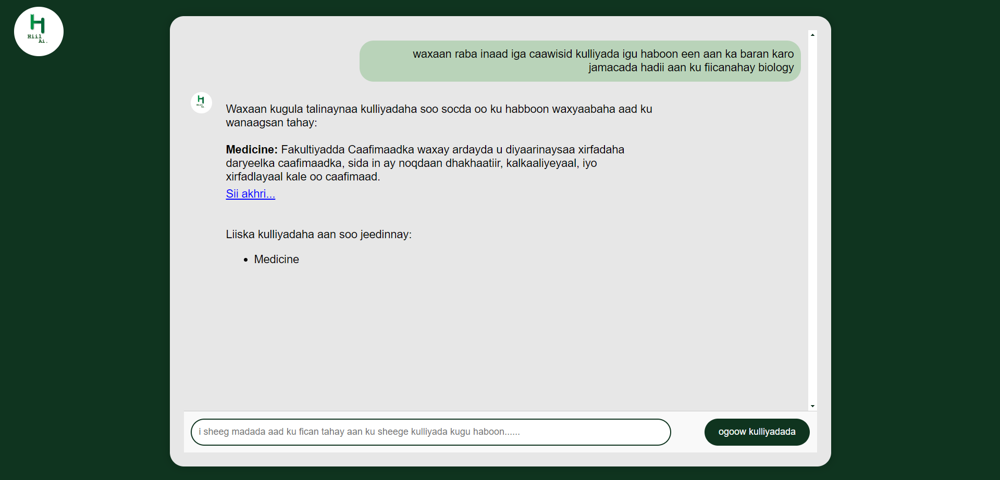 Hiil
Ai.
waxaan raba inaad iga caawisid kulliyada igu haboon een aan ka baran karo
jamacada hadii aan ku fiicanahay biology
Hiil
Ai.
Waxaan kugula talinaynaa kulliyadaha soo socda oo ku habboon waxyaabaha aad ku
wanaagsan tahay:
Medicine: Fakultiyadda Caafimaadka waxay ardayda u diyaarinaysaa xirfadaha
daryeelka caafimaadka, sida in ay noqdaan dhakhaatiir, kalkaaliyeyaal, iyo
xirfadlayaal kale oo caafimaad.
Sii akhri...
Liiska kulliyadaha aan soo jeedinnay:
• Medicine
i sheeg madada aad ku fican tahay aan ku sheege kulliyada kugu haboon......
ogoow kulliyadada